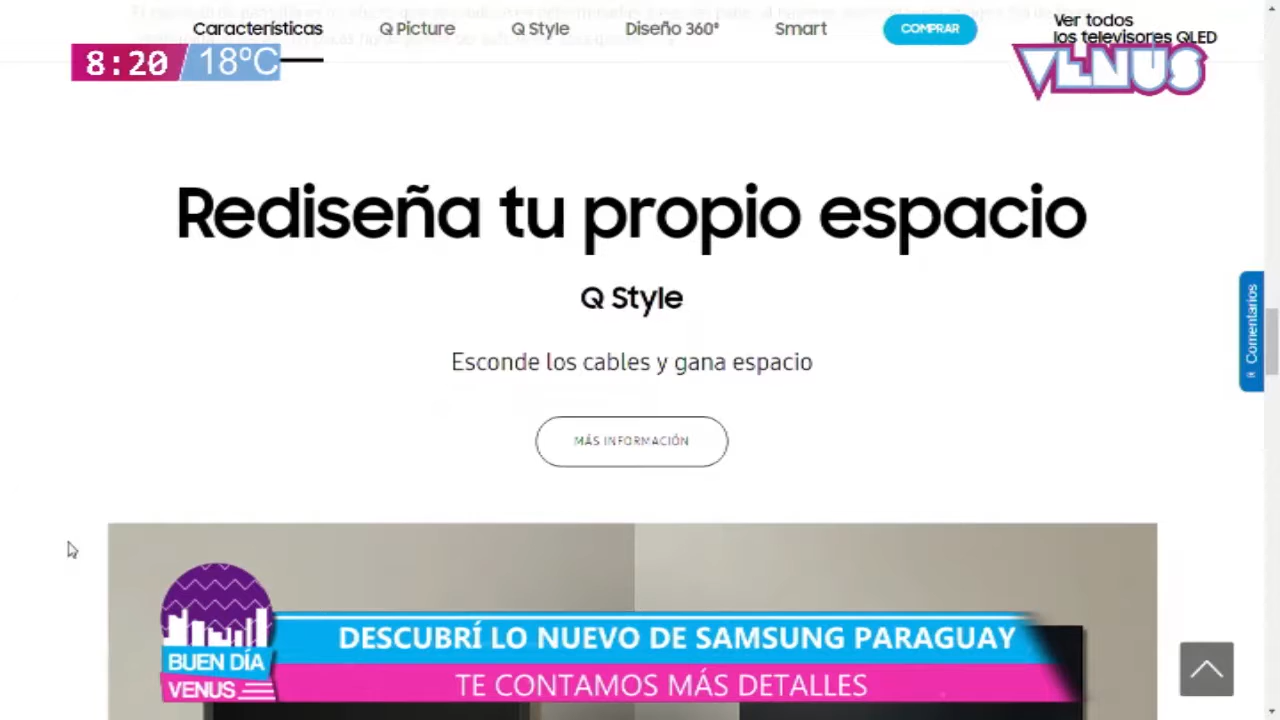 Características
Q Picture
Q Style
Diseño 360°
Smart
COMPRAR
Ver todos
los televisores QLED
8:20
18°C
VENUS
Rediseña tu propio espacio
Q Style
Esconde los cables y gana espacio
MÁS INFORMACIÓN
Comentarios
DESCUBRÍ LO NUEVO DE SAMSUNG PARAGUAY
TE CONTAMOS MÁS DETALLES
BUEN DÍA
VENUS